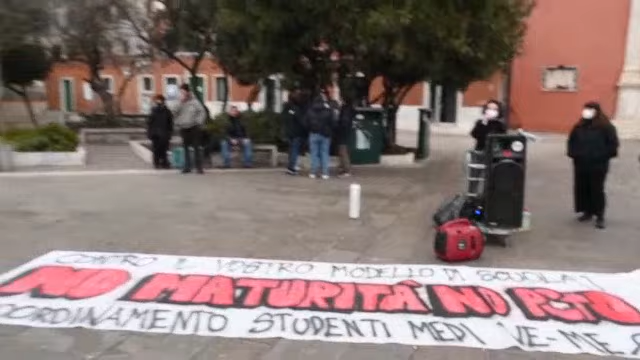 CONTRO IL VOSTRO MODELLO DI SCUOLA!
NO MATURITÀ NO PCTO
COORDINAMENTO STUDENTI MEDI VE-ME